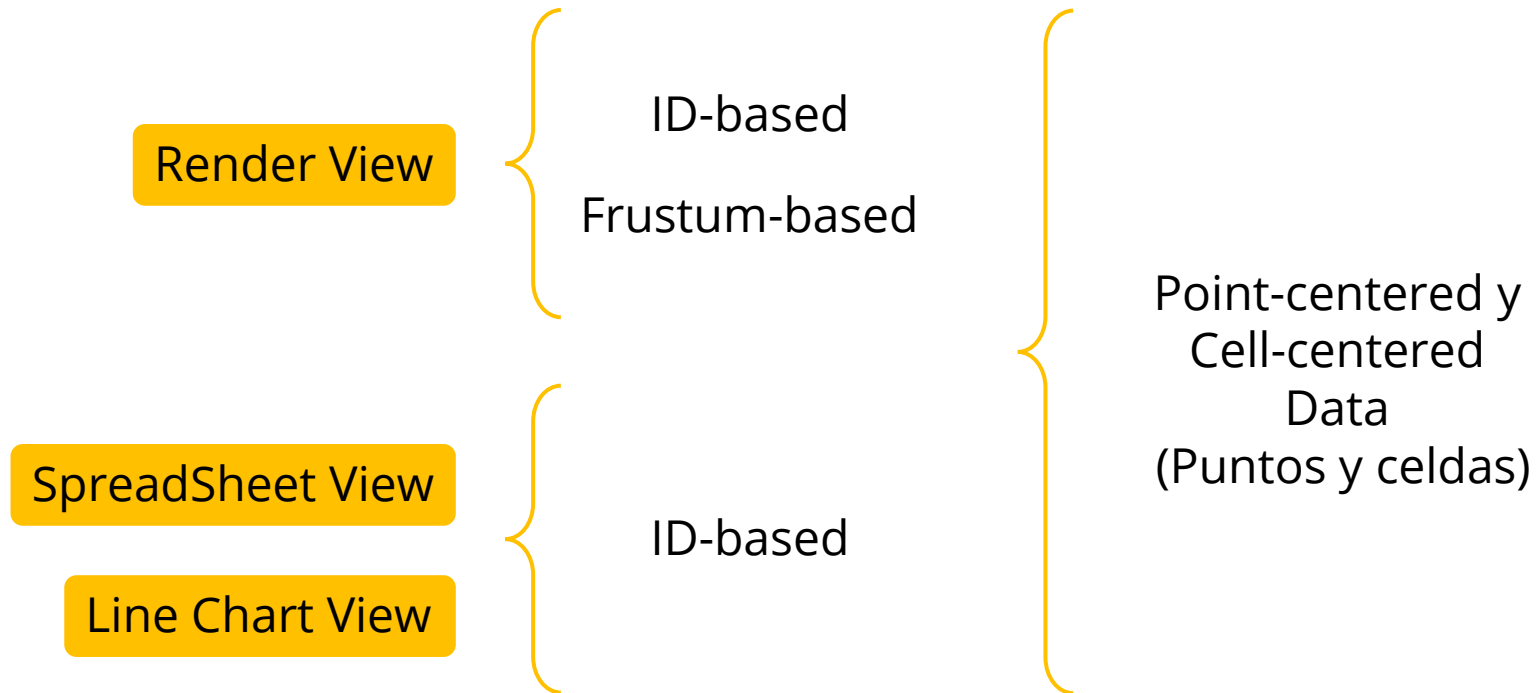 Render View
ID-based
Frustum-based
SpreadSheet View
Line Chart View
ID-based
Point-centered y
Cell-centered
Data
(Puntos y celdas)